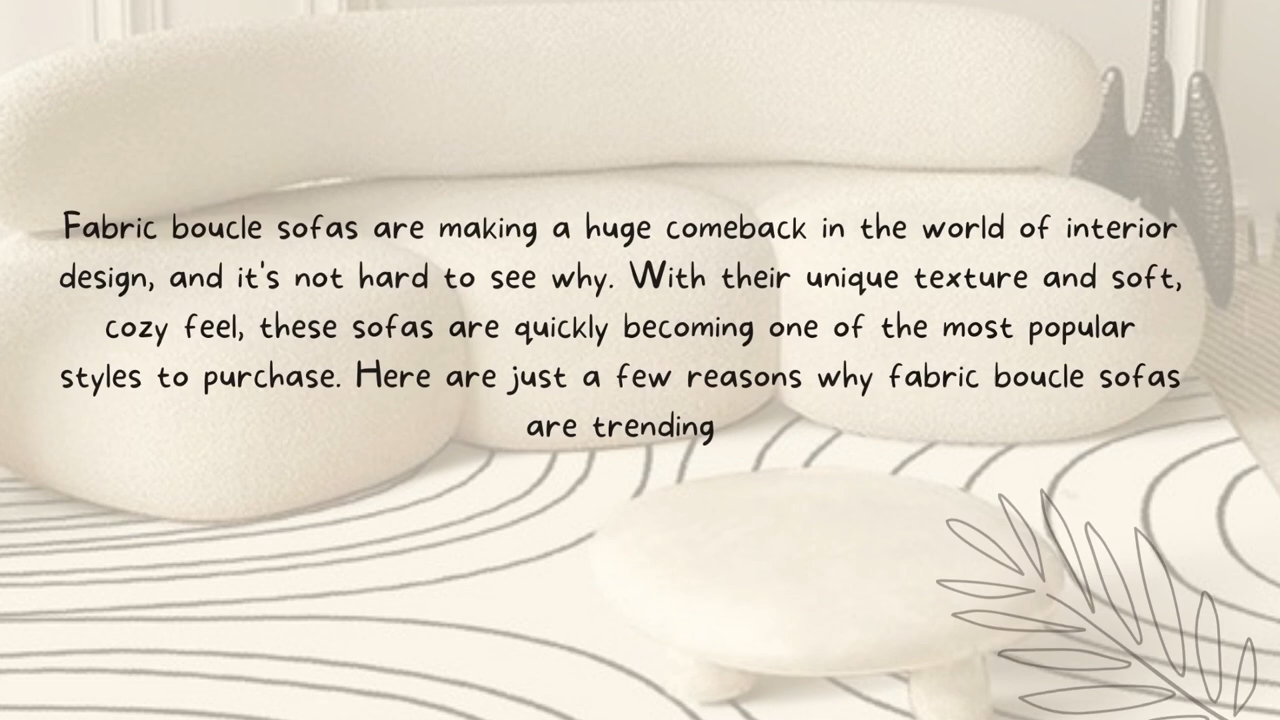 Fabric boucle sofas are making a huge comeback in the world of interior
design, and it's not hard to see why. With their unique texture and soft,
cozy feel, these sofas are quickly becoming one of the most popular
styles to purchase. Here are just a few reasons why fabric boucle sofas
are trending